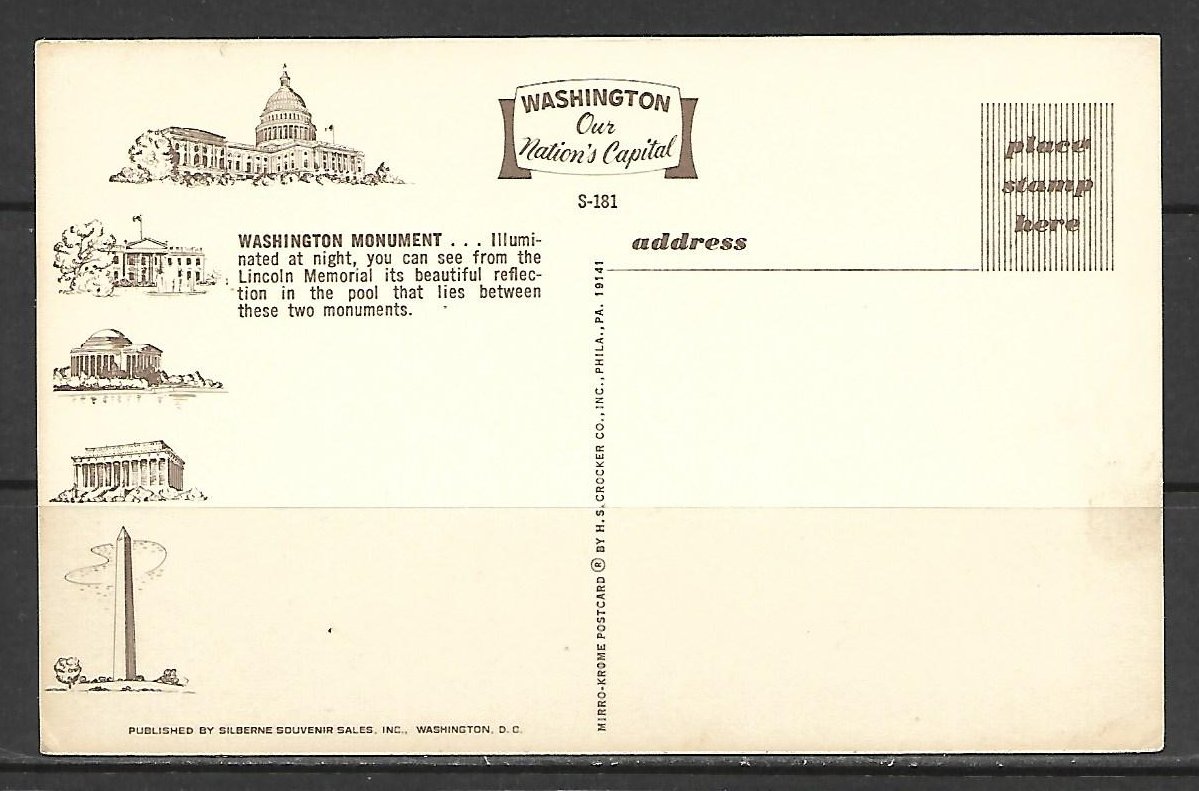 WASHINGTON
Our
Nation's Capital
S-181
place
stamp
here
WASHINGTON MONUMENT . . . Illumi-
nated at night, you can see from the
Lincoln Memorial its beautiful reflec-
tion in the pool that lies between
these two monuments.
address
MIRRO-KROME POSTCARD ® BY H. S. CROCKER CO., INC., PHILA., PA. 19141
PUBLISHED BY SILBERNE SOUVENIR SALES, INC., WASHINGTON, D. C.